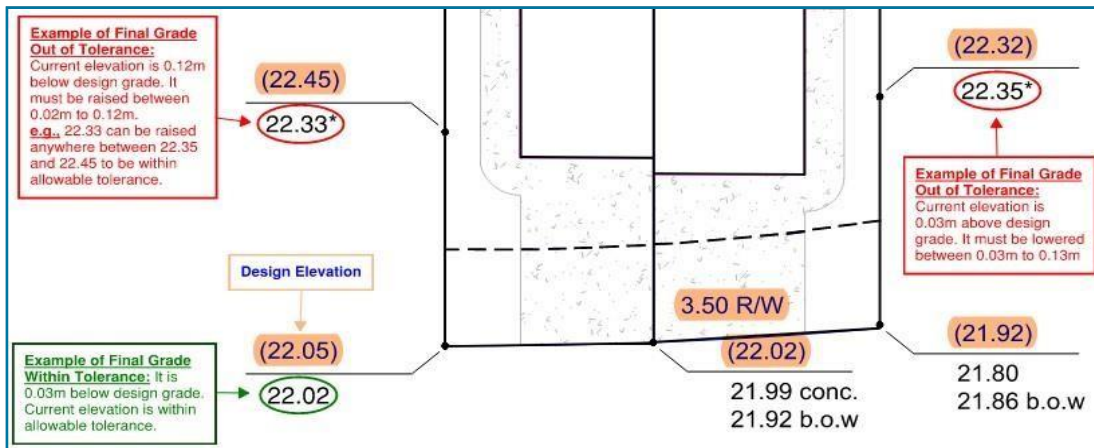 Example of Final Grade
Out of Tolerance:
Current elevation is 0.12m
below design grade. It
must be raised between
0.02m to 0.12m.
e.g., 22.33 can be raised
anywhere between 22.35
and 22.45 to be within
allowable tolerance.
(22.45)
22.33*
(22.32)
22.35*
Example of Final Grade
Out of Tolerance:
Current elevation is
0.03m above design
grade. It must be lowered
between 0.03m to 0.13m
Design Elevation
3.50 R/W
Example of Final Grade
Within Tolerance: It is
0.03m below design grade.
Current elevation is within
allowable tolerance.
(22.05)
22.02
(22.02)
21.99 conc.
21.92 b.o.w
(21.92)
21.80
21.86 b.o.w